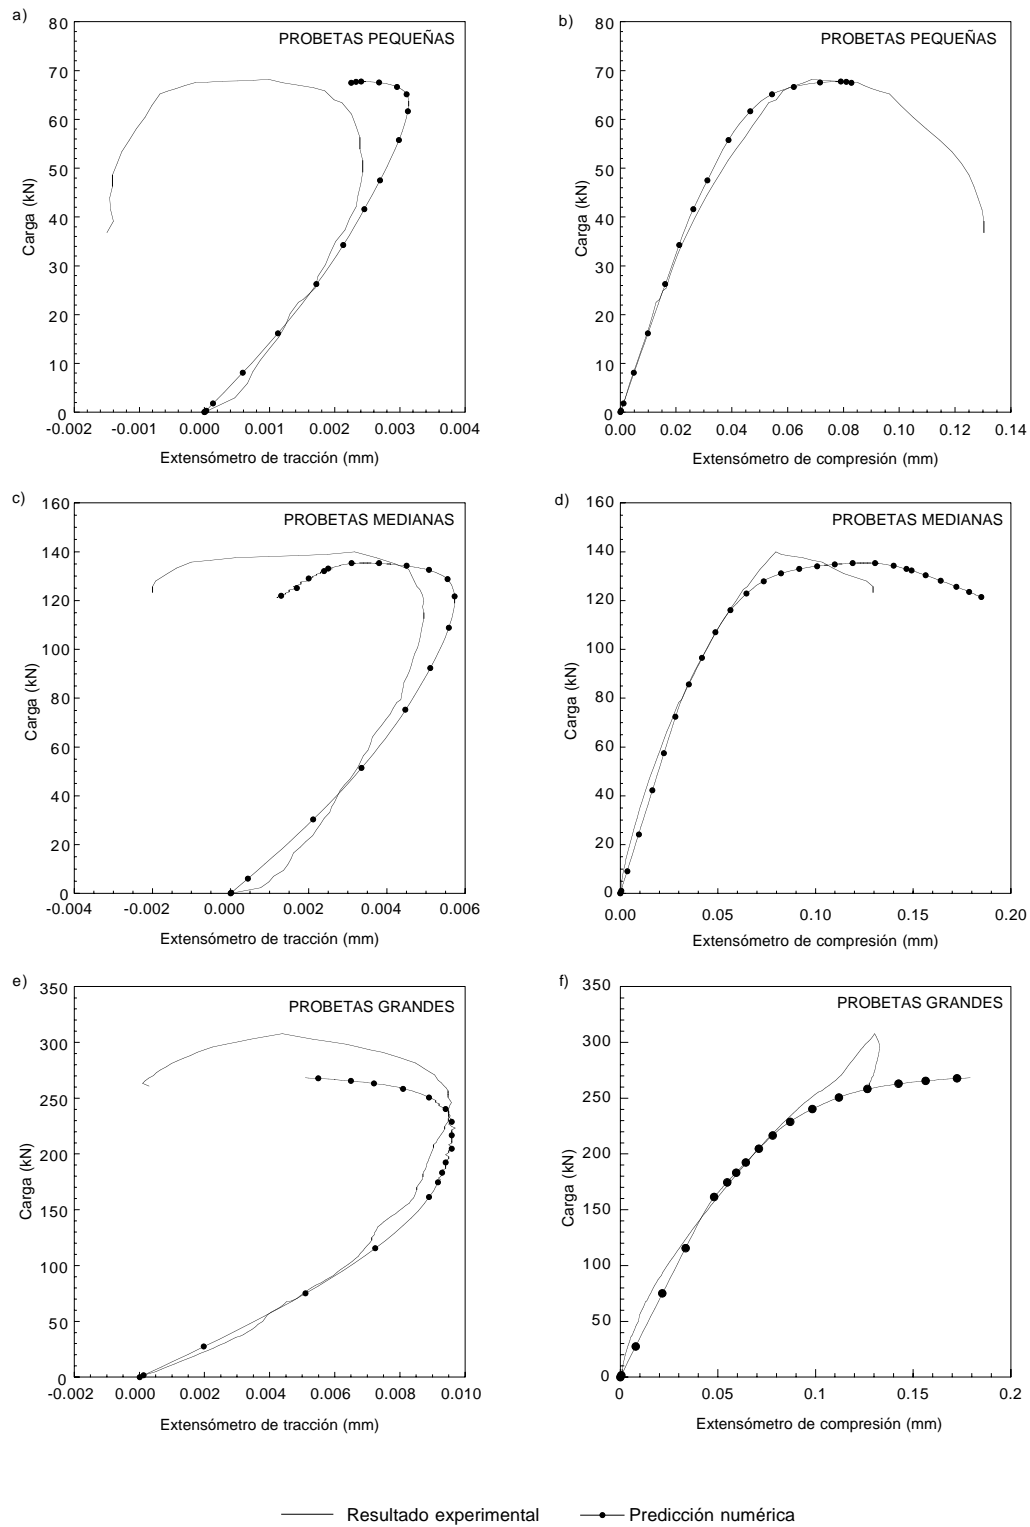 a)
PROBETAS PEQUEÑAS
80
70
60
50
40
30
20
10
0
Carga (kN)
-0.002 -0.001 0.000 0.001 0.002 0.003 0.004
Extensómetro de tracción (mm)
b)
PROBETAS PEQUEÑAS
80
70
60
50
40
30
20
10
0
Carga (kN)
0.00 0.02 0.04 0.06 0.08 0.10 0.12 0.14
Extensómetro de compresión (mm)
c)
PROBETAS MEDIANAS
160
140
120
100
80
60
40
20
0
Carga (kN)
-0.004 -0.002 0.000 0.002 0.004 0.006
Extensómetro de tracción (mm)
d)
PROBETAS MEDIANAS
160
140
120
100
80
60
40
20
0
Carga (kN)
0.00 0.05 0.10 0.15 0.20
Extensómetro de compresión (mm)
e)
PROBETAS GRANDES
350
300
250
200
150
100
50
0
Carga (kN)
-0.002 0.000 0.002 0.004 0.006 0.008 0.010
Extensómetro de tracción (mm)
f)
PROBETAS GRANDES
350
300
250
200
150
100
50
0
Carga (kN)
0 0.05 0.1 0.15 0.2
Extensómetro de compresión (mm)
Resultado experimental Predicción numérica